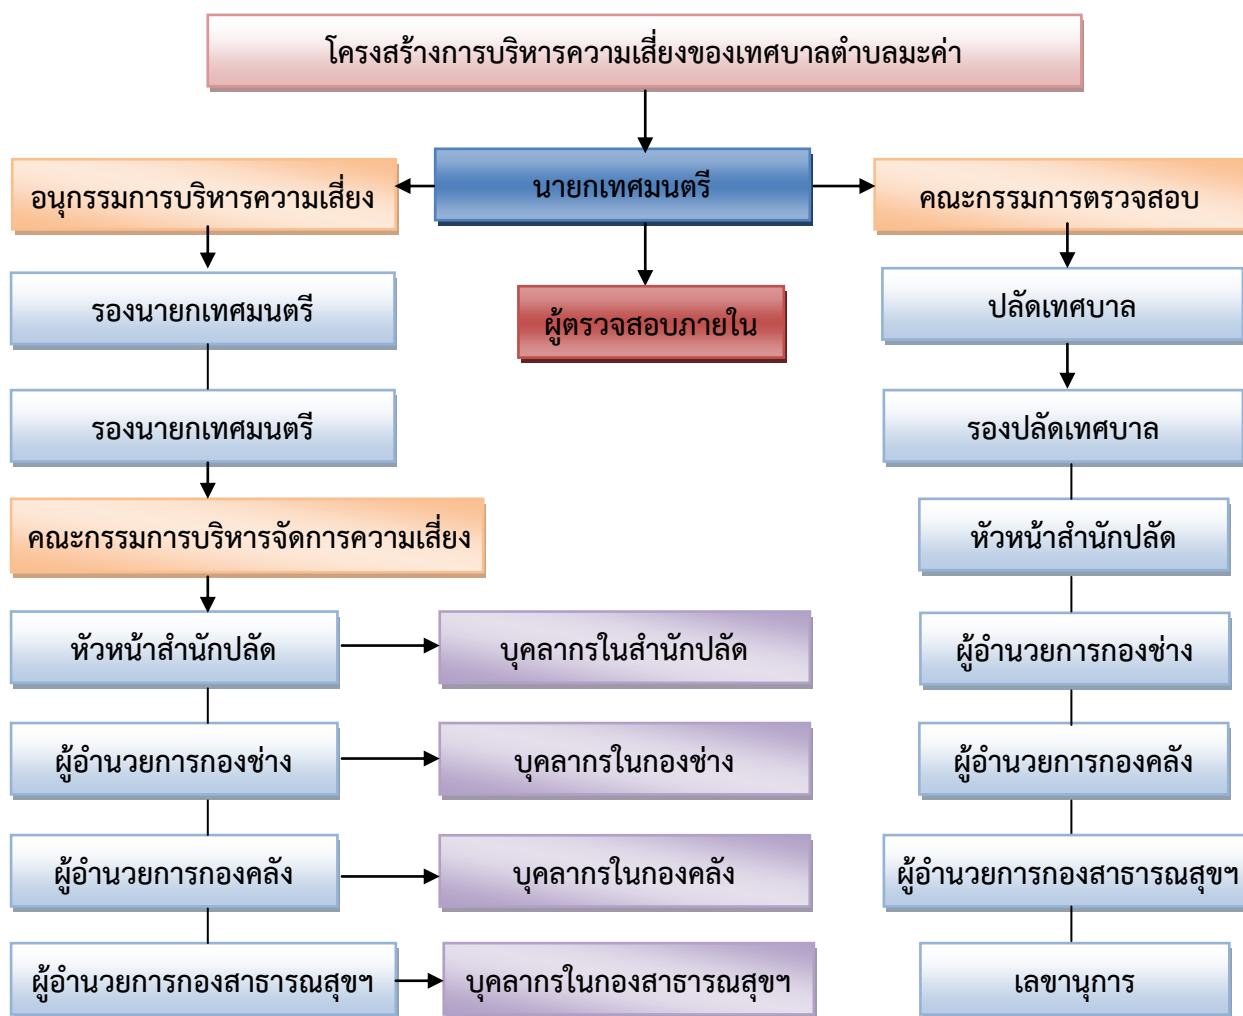 โครงสร้างการบริหารความเสี่ยงของเทศบาลตำบลมะค่า
นายกเทศมนตรี
อนุกรรมการบริหารความเสี่ยง
คณะกรรมการตรวจสอบ
ผู้ตรวจสอบภายใน
รองนายกเทศมนตรี
รองนายกเทศมนตรี
คณะกรรมการบริหารจัดการความเสี่ยง
หัวหน้าสำนักปลัด
บุคลากรในสำนักปลัด
ผู้อำนวยการกองช่าง
บุคลากรในกองช่าง
ผู้อำนวยการกองคลัง
บุคลากรในกองคลัง
ผู้อำนวยการกองสาธารณสุขฯ
บุคลากรในกองสาธารณสุขฯ
ปลัดเทศบาล
รองปลัดเทศบาล
หัวหน้าสำนักปลัด
ผู้อำนวยการกองช่าง
ผู้อำนวยการกองคลัง
ผู้อำนวยการกองสาธารณสุขฯ
เลขานุการ